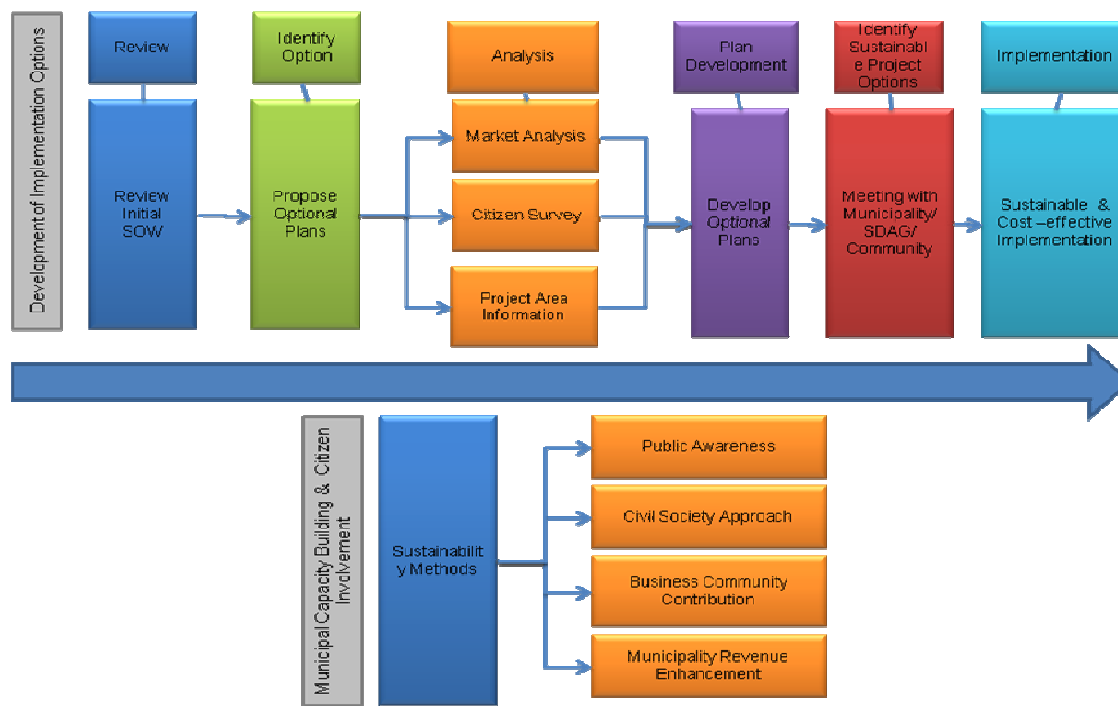 Development of Implementation Options
Review
Identify
Option
Analysis
Plan
Development
Identify
Sustainabl
e Project
Options
Implementation
Review
Initial
SOW
Propose
Optional
Plans
Market Analysis
Citizen Survey
Project Area
Information
Develop
Optional
Plans
Meeting with
Municipality/
SDAG/
Community
Sustainable &
Cost –effective
Implementation
Municipal Capacity Building & Citizen
Involvement
Sustainabilit
y Methods
Public Awareness
Civil Society Approach
Business Community
Contribution
Municipality Revenue
Enhancement